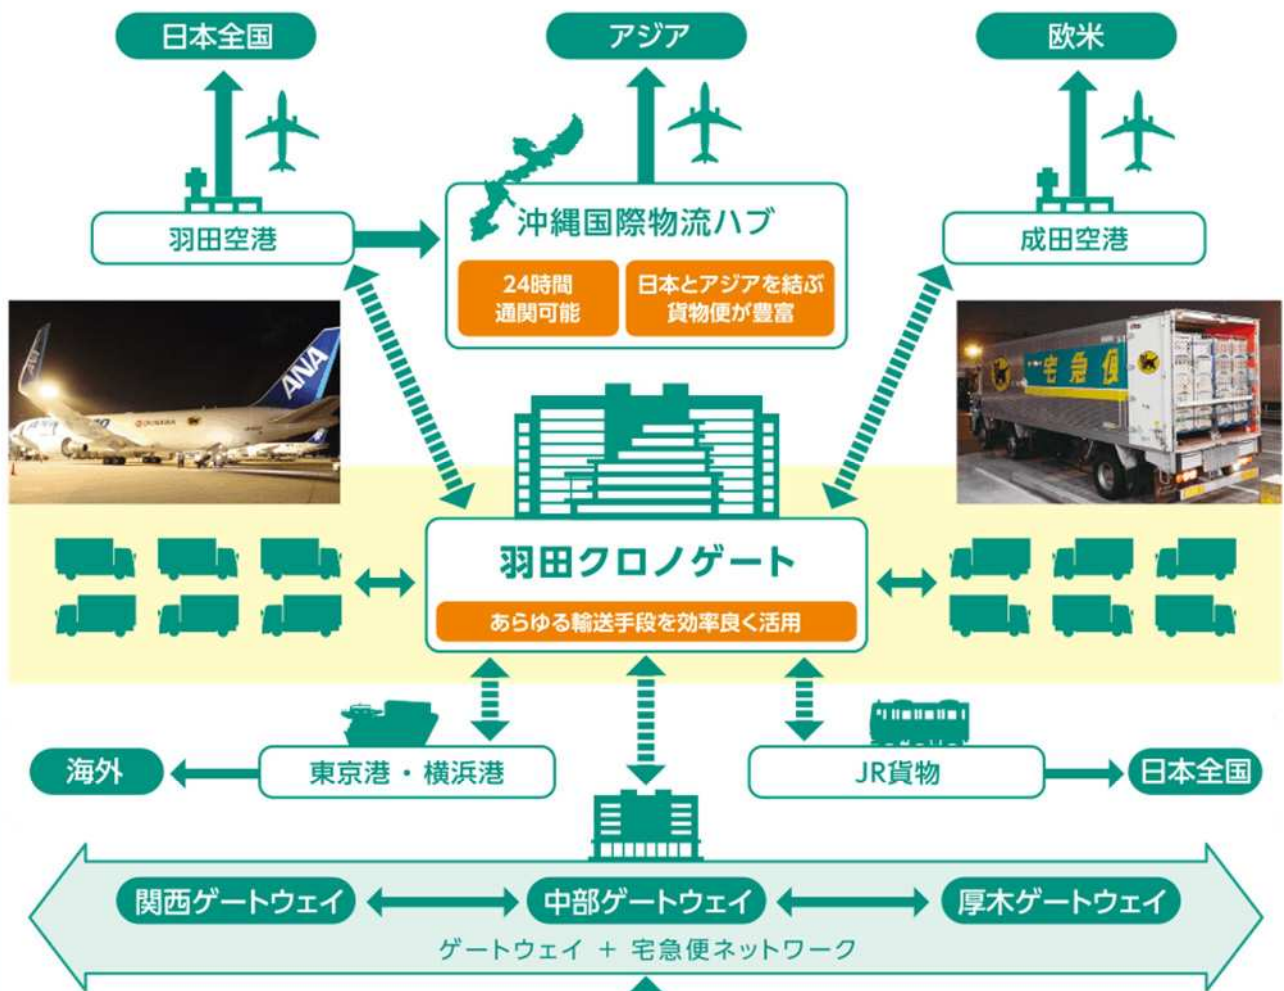 日本全国
アジア
欧米
羽田空港
沖縄国際物流ハブ
成田空港
24時間
通関可能
日本とアジアを結ぶ
貨物便が豊富
ANA
宅急便
羽田クロノゲート
あらゆる輸送手段を効率良く活用
海外
東京港・横浜港
JR貨物
日本全国
関西ゲートウェイ
中部ゲートウェイ
厚木ゲートウェイ
ゲートウェイ + 宅急便ネットワーク